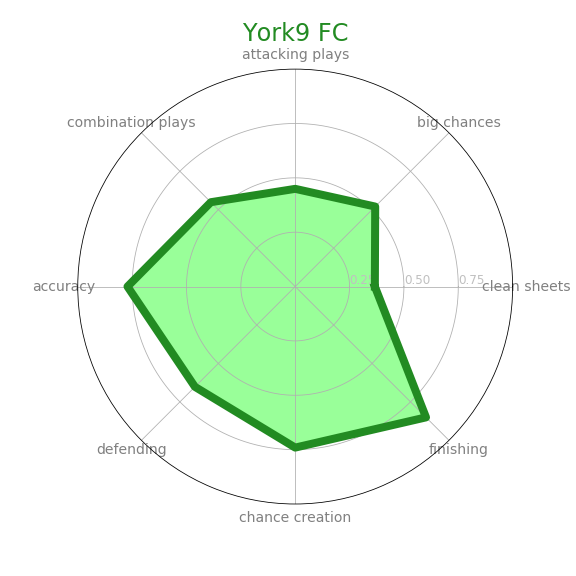 York9 FC
attacking plays
combination plays
big chances
accuracy
0.25
0.50
0.75
clean sheets
defending
finishing
chance creation